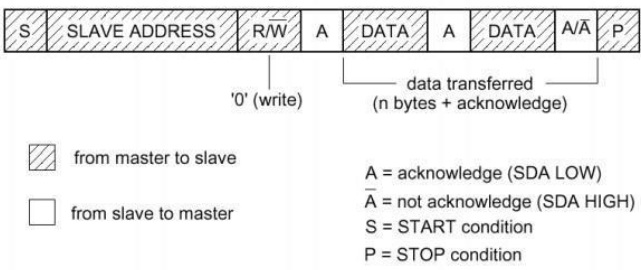 S SLAVE ADDRESS R/W̅ A DATA A DATA A/A̅ P
data transferred
'0' (write) (n bytes + acknowledge)
from master to slave
from slave to master
A = acknowledge (SDA LOW)
A̅ = not acknowledge (SDA HIGH)
S = START condition
P = STOP condition